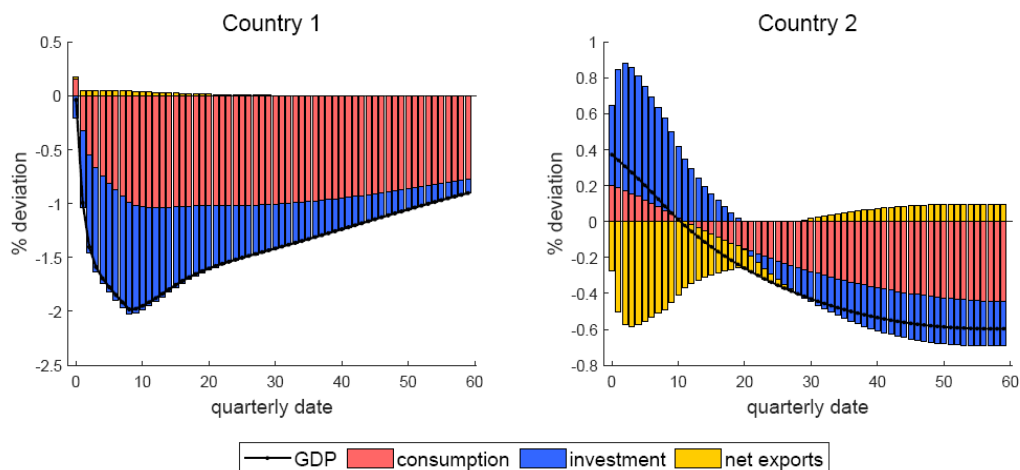 Country 1
0.5
0
-0.5
-1
-1.5
-2
-2.5
% deviation
0 10 20 30 40 50 60
quarterly date
Country 2
1
0.8
0.6
0.4
0.2
0
-0.2
-0.4
-0.6
-0.8
% deviation
0 10 20 30 40 50 60
quarterly date
GDP consumption investment net exports